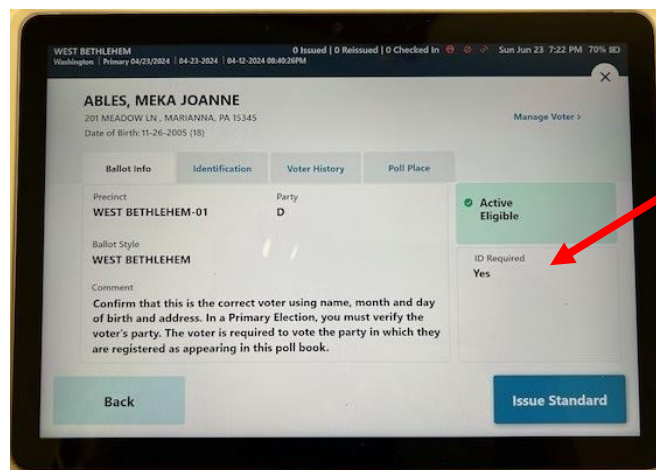 WEST BETHLEHEM
0 Issued | 0 Reissued | 0 Checked In
Sun Jun 23 7:22 PM 70%
Washington | Primary 04/23/2024 | 04-23-2024 | 04-12-2024 08:40:26PM
ABLES, MEKA JOANNE
201 MEADOW LN , MARIANNA, PA 15345
Date of Birth: 11-26-2005 (18)
Manage Voter >
Ballot Info
Identification
Voter History
Poll Place
Precinct
WEST BETHLEHEM-01
Party
D
Ballot Style
WEST BETHLEHEM
Comment
Confirm that this is the correct voter using name, month and day
of birth and address. In a Primary Election, you must verify the
voter's party. The voter is required to vote the party in which they
are registered as appearing in this poll book.
Active
Eligible
ID Required
Yes
Back
Issue Standard